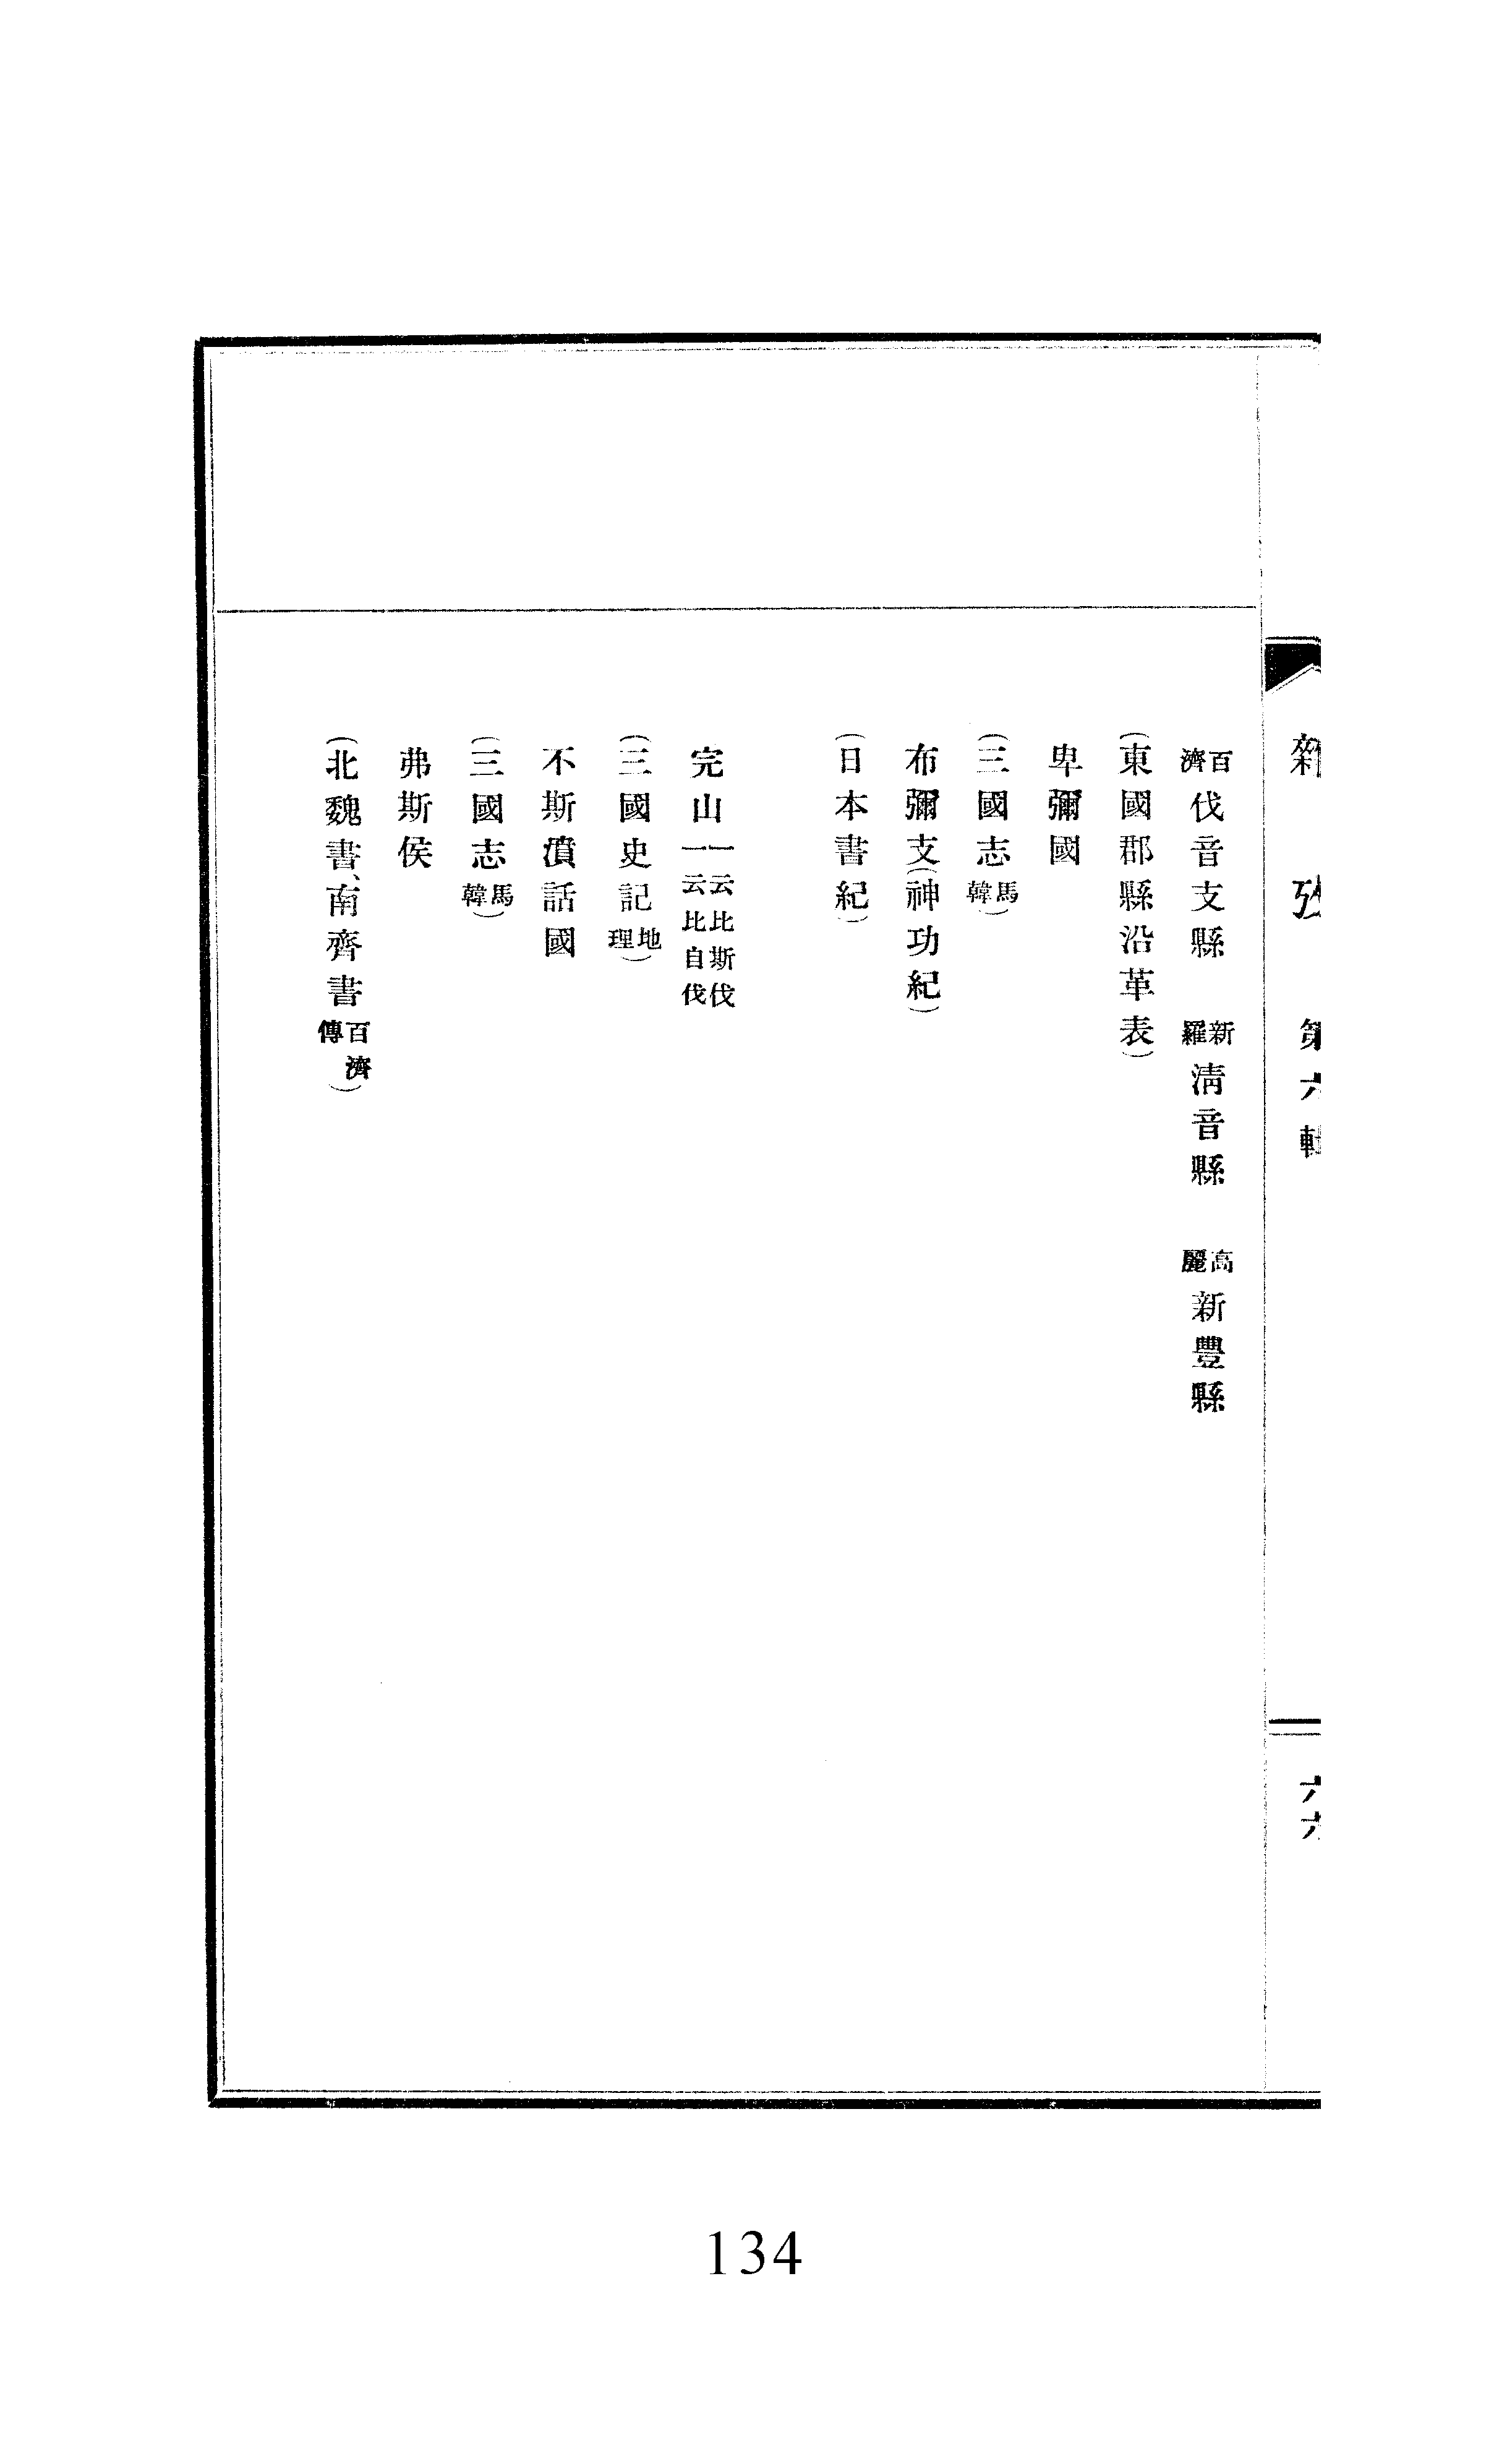 雜攷 第六輯 六六
百濟伐音支縣 新羅淸音縣 高麗新豐縣
(東國郡縣沿革表)
卑彌國
(三國志馬韓)
布彌支(神功紀)
(日本書紀)
完山一云比斯伐一云比自伐
(三國史記地理)
不斯濆話國
(三國志馬韓)
弗斯侯
(北魏書、南齊書百濟傳)
134